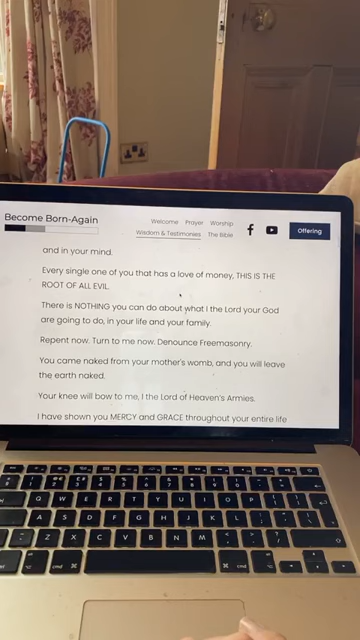 Become Born-Again
Welcome Prayer Worship
Wisdom & Testimonies The Bible
Offering
and in your mind.
Every single one of you that has a love of money, THIS IS THE
ROOT OF ALL EVIL.
There is NOTHING you can do about what I the Lord your God
are going to do, in your life and your family.
Repent now. Turn to me now. Denounce Freemasonry.
You came naked from your mother's womb, and you will leave
the earth naked.
Your knee will bow to me, I the Lord of Heaven's Armies.
I have shown you MERCY and GRACE throughout your entire life
Q W E R T Y U I O P
A S D F G H J K L
Z X C V B N M
cmd cmd